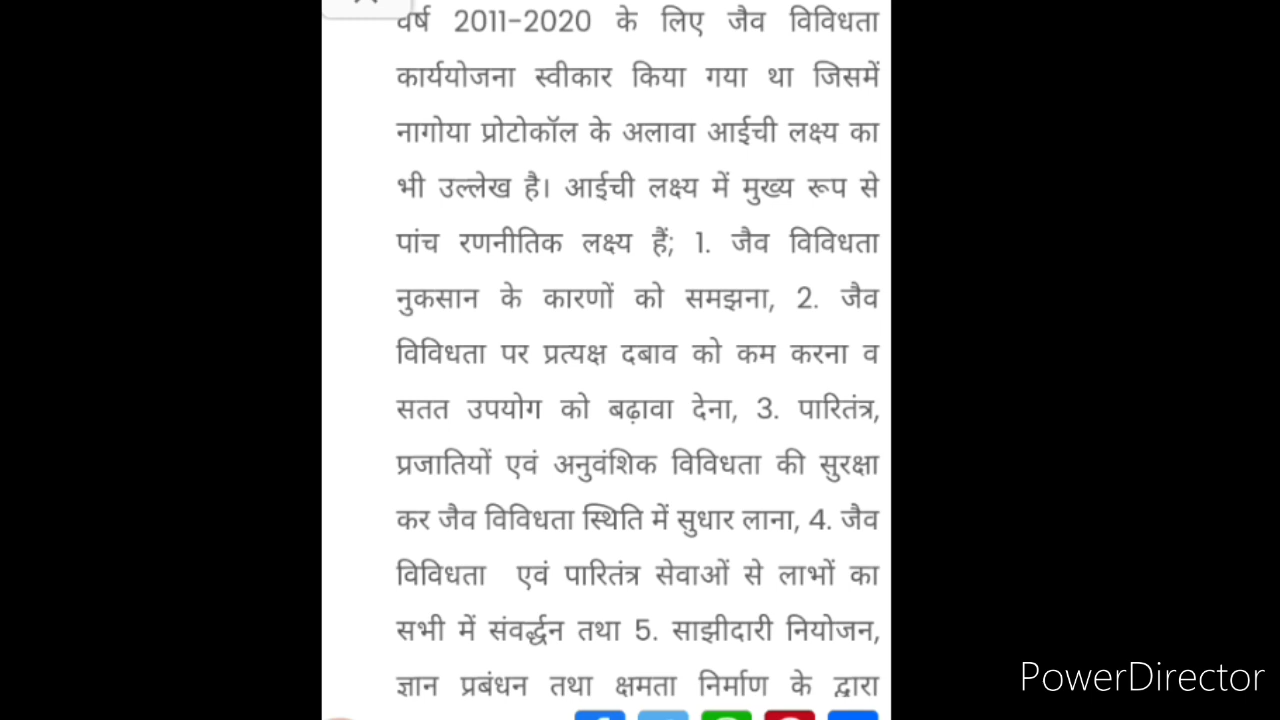 वर्ष 2011-2020 के लिए जैव विविधता
कार्ययोजना स्वीकार किया गया था जिसमें
नागोया प्रोटोकॉल के अलावा आईची लक्ष्य का
भी उल्लेख है। आईची लक्ष्य में मुख्य रूप से
पांच रणनीतिक लक्ष्य हैं; 1. जैव विविधता
नुकसान के कारणों को समझना, 2. जैव
विविधता पर प्रत्यक्ष दबाव को कम करना व
सतत उपयोग को बढ़ावा देना, 3. पारितंत्र,
प्रजातियों एवं अनुवंशिक विविधता की सुरक्षा
कर जैव विविधता स्थिति में सुधार लाना, 4. जैव
विविधता एवं पारितंत्र सेवाओं से लाभों का
सभी में संवर्द्धन तथा 5. साझीदारी नियोजन,
ज्ञान प्रबंधन तथा क्षमता निर्माण के द्वारा
PowerDirector